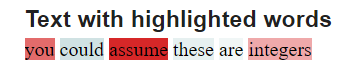 Text with highlighted words
you could assume these are integers